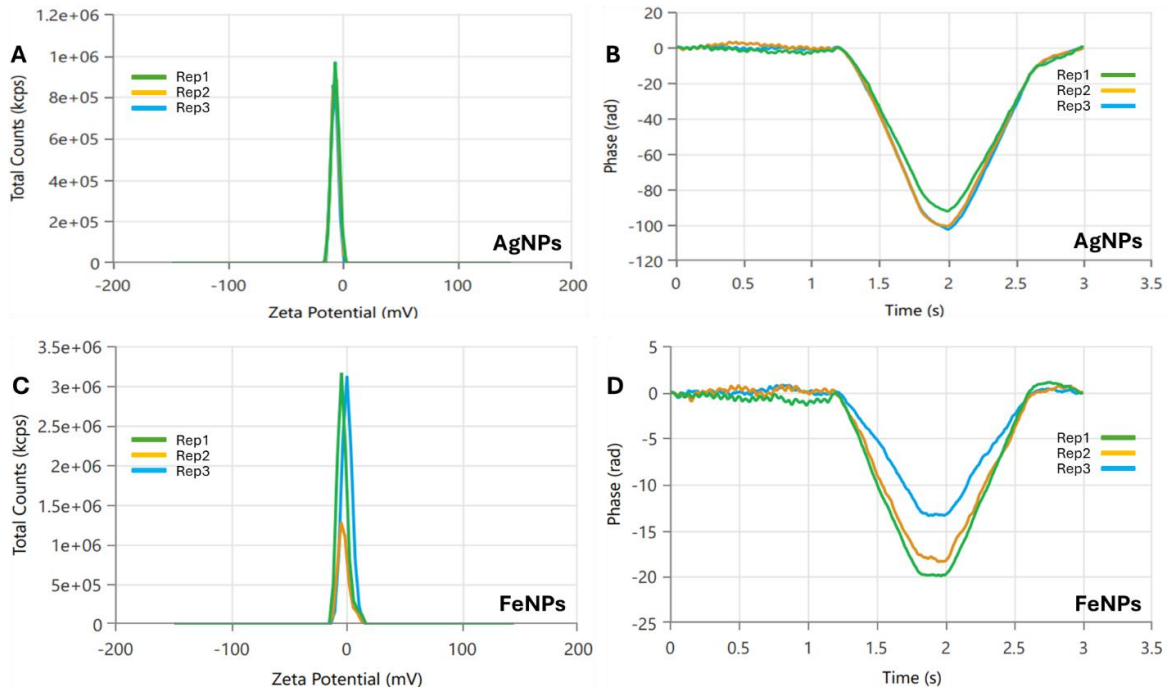 A
Total Counts (kcps)
1.2e+06
1e+06
8e+05
6e+05
4e+05
2e+05
0
Rep1
Rep2
Rep3
AgNPs
-200
-100
0
100
200
Zeta Potential (mV)
B
Phase (rad)
20
0
-20
-40
-60
-80
-100
-120
Rep1
Rep2
Rep3
AgNPs
0
0.5
1
1.5
2
2.5
3
3.5
Time (s)
C
Total Counts (kcps)
3.5e+06
3e+06
2.5e+06
2e+06
1.5e+06
1e+06
5e+05
0
Rep1
Rep2
Rep3
FeNPs
-200
-100
0
100
200
Zeta Potential (mV)
D
Phase (rad)
5
0
-5
-10
-15
-20
-25
Rep1
Rep2
Rep3
FeNPs
0
0.5
1
1.5
2
2.5
3
3.5
Time (s)